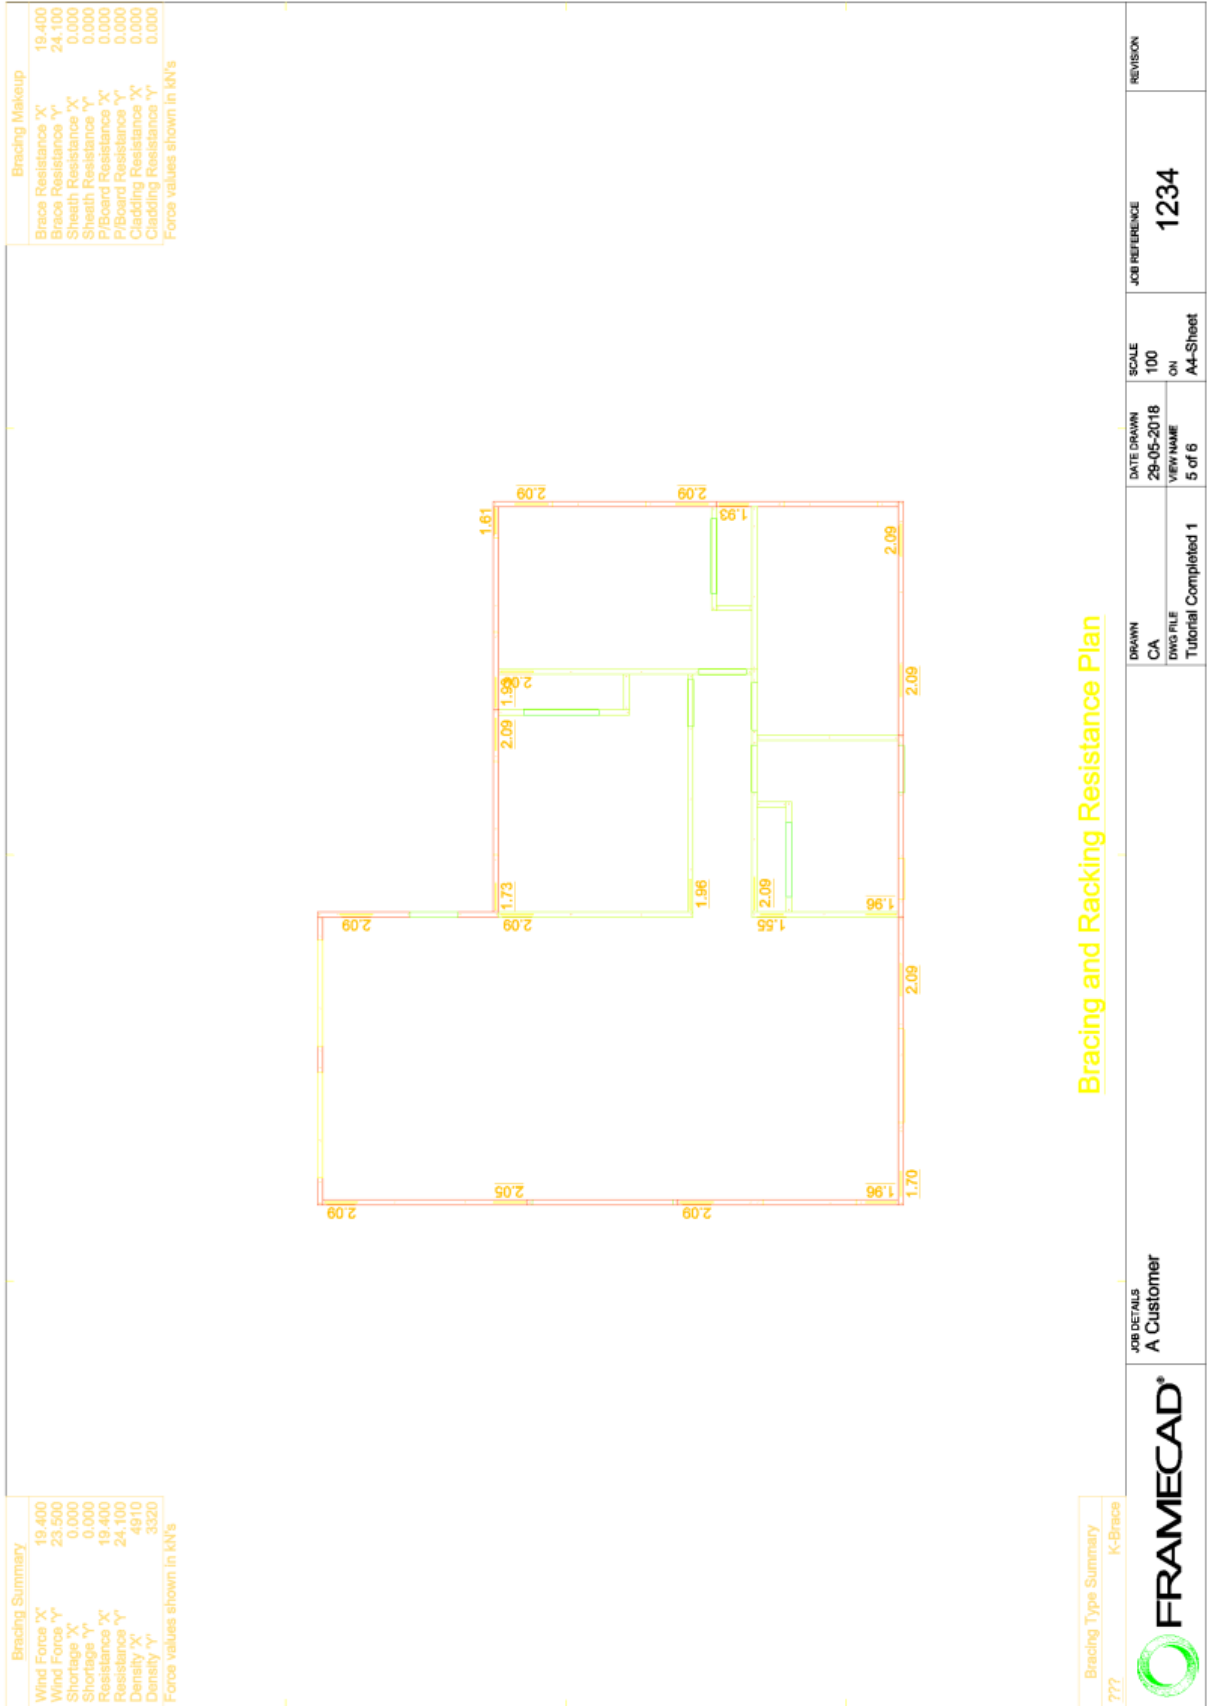 Bracing Summary
Wind Force 'X' 19.400
Wind Force 'Y' 23.500
Shortage 'X' 0.000
Shortage 'Y' 0.000
Resistance 'X' 19.400
Resistance 'Y' 24.100
Density 'X' 4910
Density 'Y' 3320
Force values shown in kN's
Bracing Makeup
Brace Resistance 'X' 19.400
Brace Resistance 'Y' 24.100
Sheath Resistance 'X' 0.000
Sheath Resistance 'Y' 0.000
P/Board Resistance 'X' 0.000
P/Board Resistance 'Y' 0.000
Cladding Resistance 'X' 0.000
Cladding Resistance 'Y' 0.000
Force values shown in kN's
2.09
2.09
1.61
2.05
2.09
1.73
2.09
2.09
2.09
1.96
2.09
1.93
2.09
1.55
1.96
1.96
2.09
1.70
2.09
2.09
Bracing and Racking Resistance Plan
Bracing Type Summary
??? K-Brace
FRAMECAD®
JOB DETAILS
A Customer
DRAWN
CA
DWG FILE
Tutorial Completed 1
DATE DRAWN
29-05-2018
VIEW NAME
5 of 6
SCALE
100
ON
A4-Sheet
JOB REFERENCE
1234
REVISION